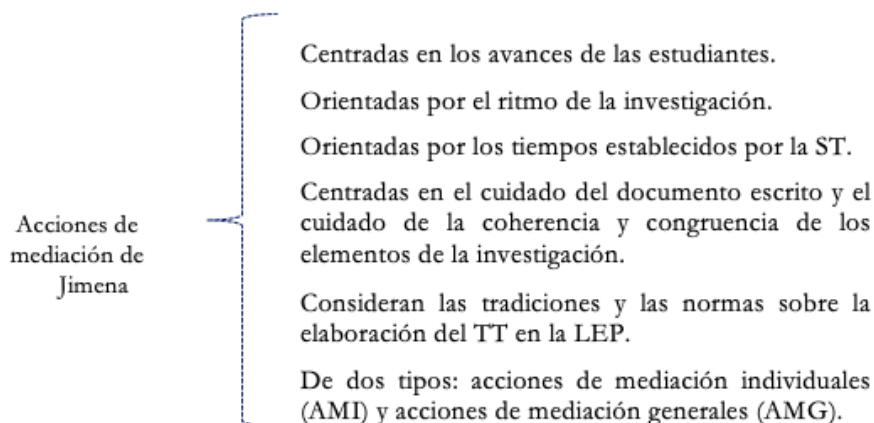 Acciones de
mediación de
Jimena
Centradas en los avances de las estudiantes.
Orientadas por el ritmo de la investigación.
Orientadas por los tiempos establecidos por la ST.
Centradas en el cuidado del documento escrito y el
cuidado de la coherencia y congruencia de los
elementos de la investigación.
Consideran las tradiciones y las normas sobre la
elaboración del TT en la LEP.
De dos tipos: acciones de mediación individuales
(AMI) y acciones de mediación generales (AMG).